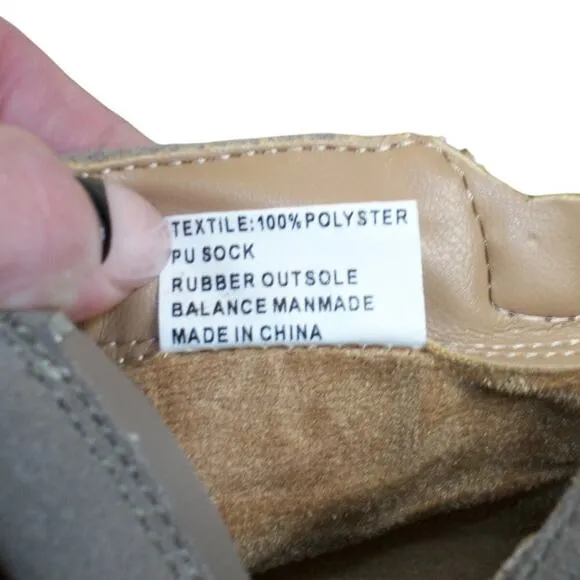 TEXTILE:100%POLYSTER
PU SOCK
RUBBER OUTSOLE
BALANCE MANMADE
MADE IN CHINA